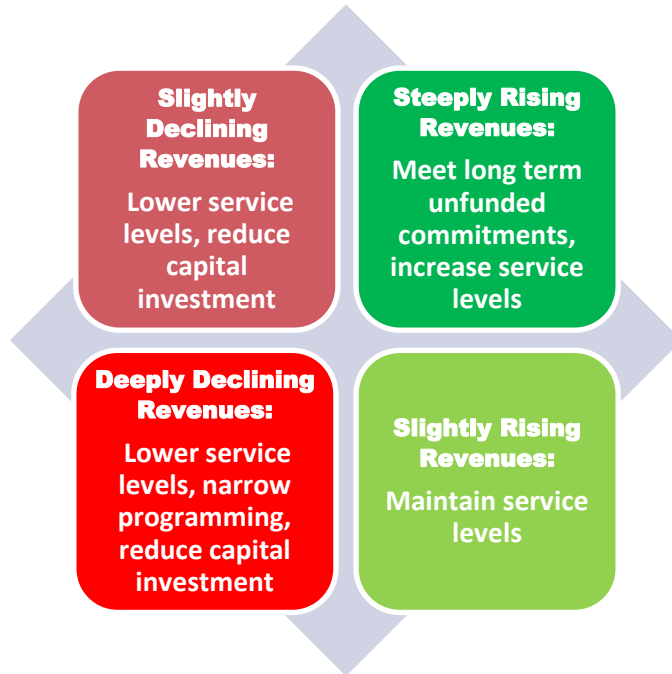 Slightly
Declining
Revenues:
Lower service
levels, reduce
capital
investment
Steeply Rising
Revenues:
Meet long term
unfunded
commitments,
increase service
levels
Deeply Declining
Revenues:
Lower service
levels, narrow
programming,
reduce capital
investment
Slightly Rising
Revenues:
Maintain service
levels